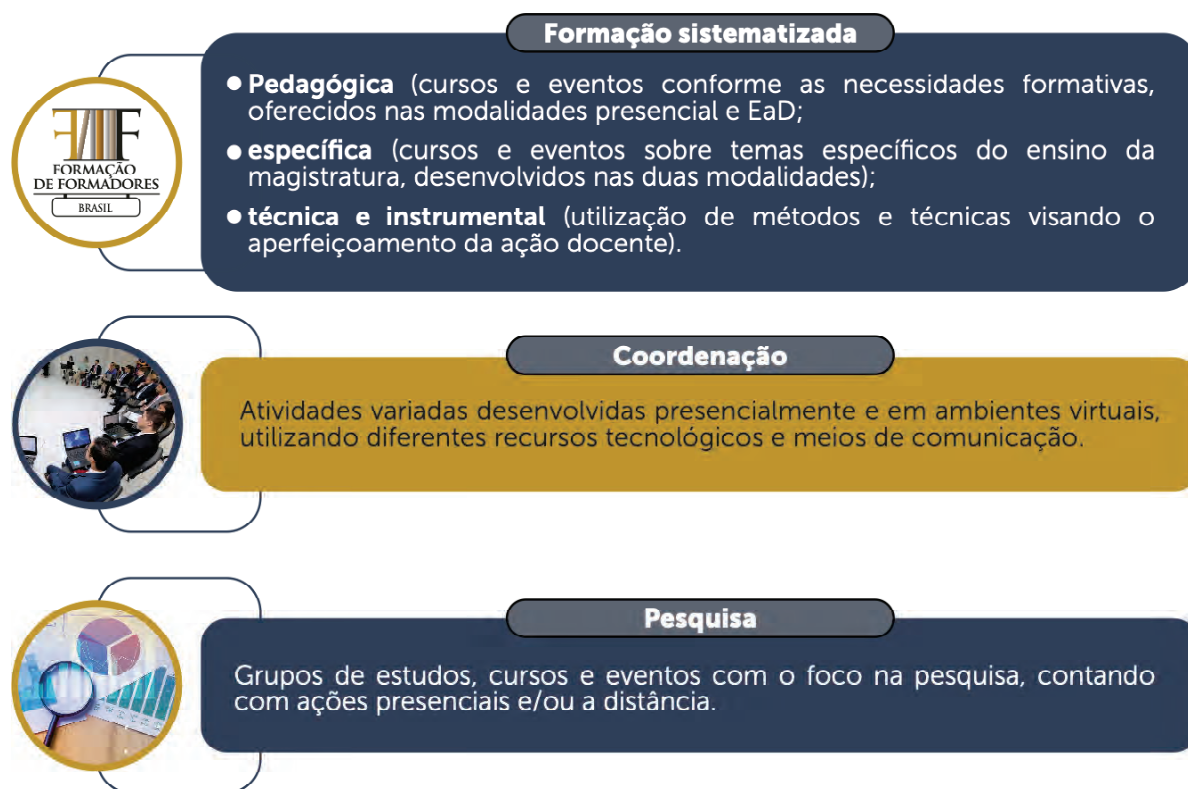 Formação sistematizada
FORMAÇÃO
DE FORMADORES
BRASIL
● Pedagógica (cursos e eventos conforme as necessidades formativas,
oferecidos nas modalidades presencial e EaD;
● específica (cursos e eventos sobre temas específicos do ensino da
magistratura, desenvolvidos nas duas modalidades);
● técnica e instrumental (utilização de métodos e técnicas visando o
aperfeiçoamento da ação docente).
Coordenação
Atividades variadas desenvolvidas presencialmente e em ambientes virtuais,
utilizando diferentes recursos tecnológicos e meios de comunicação.
Pesquisa
Grupos de estudos, cursos e eventos com o foco na pesquisa, contando
com ações presenciais e/ou a distância.